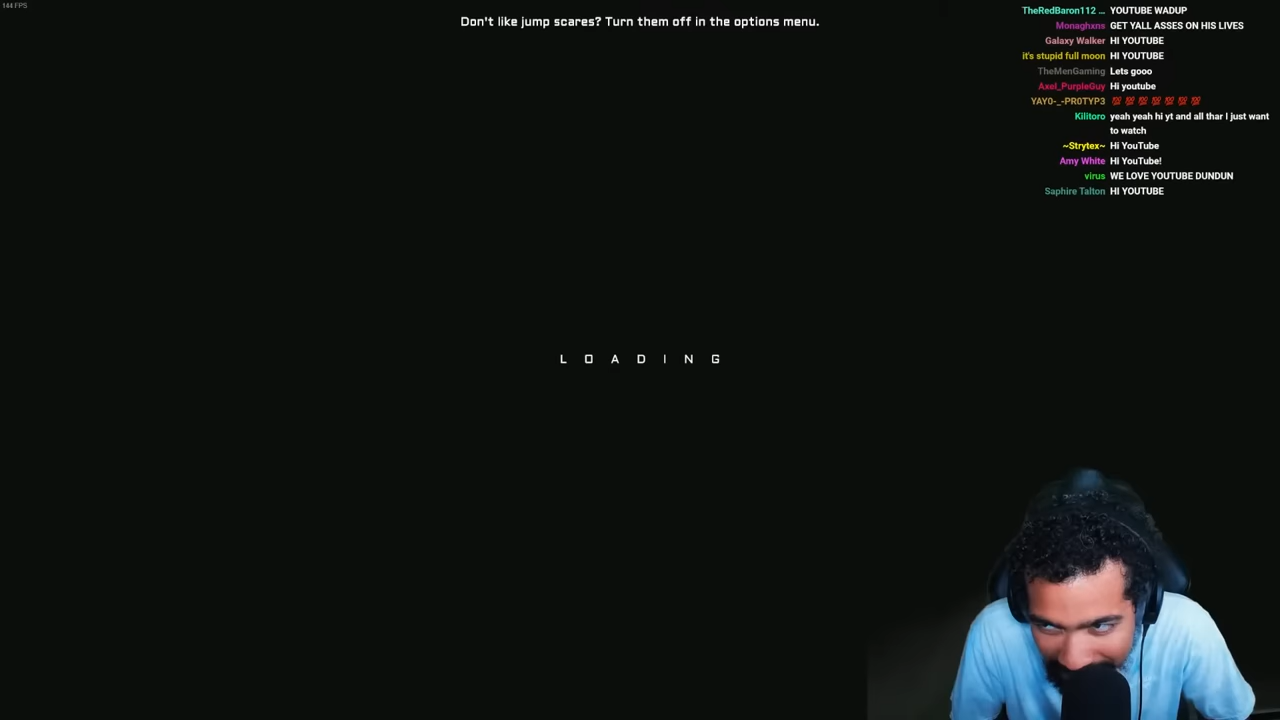 144 FPS
Don't like jump scares? Turn them off in the options menu.
TheRedBaron112 ... YOUTUBE WADUP
Monaghxns GET YALL ASSES ON HIS LIVES
Galaxy Walker HI YOUTUBE
it's stupid full moon HI YOUTUBE
TheMenGaming Lets gooo
Axel_PurpleGuy Hi youtube
YAY0-_-PR0TYP3 💯 💯 💯 💯 💯 💯 💯
Kilitoro yeah yeah hi yt and all thar I just want
to watch
~Strytex~ Hi YouTube
Amy White Hi YouTube!
virus WE LOVE YOUTUBE DUNDUN
Saphire Talton HI YOUTUBE
LOADING